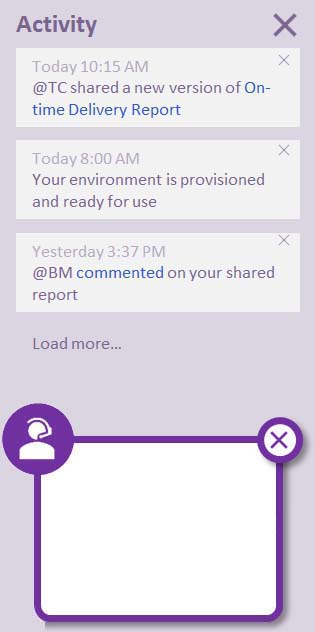 Activity
Today 10:15 AM
@TC shared a new version of On-
time Delivery Report
Today 8:00 AM
Your environment is provisioned
and ready for use
Yesterday 3:37 PM
@BM commented on your shared
report
Load more...